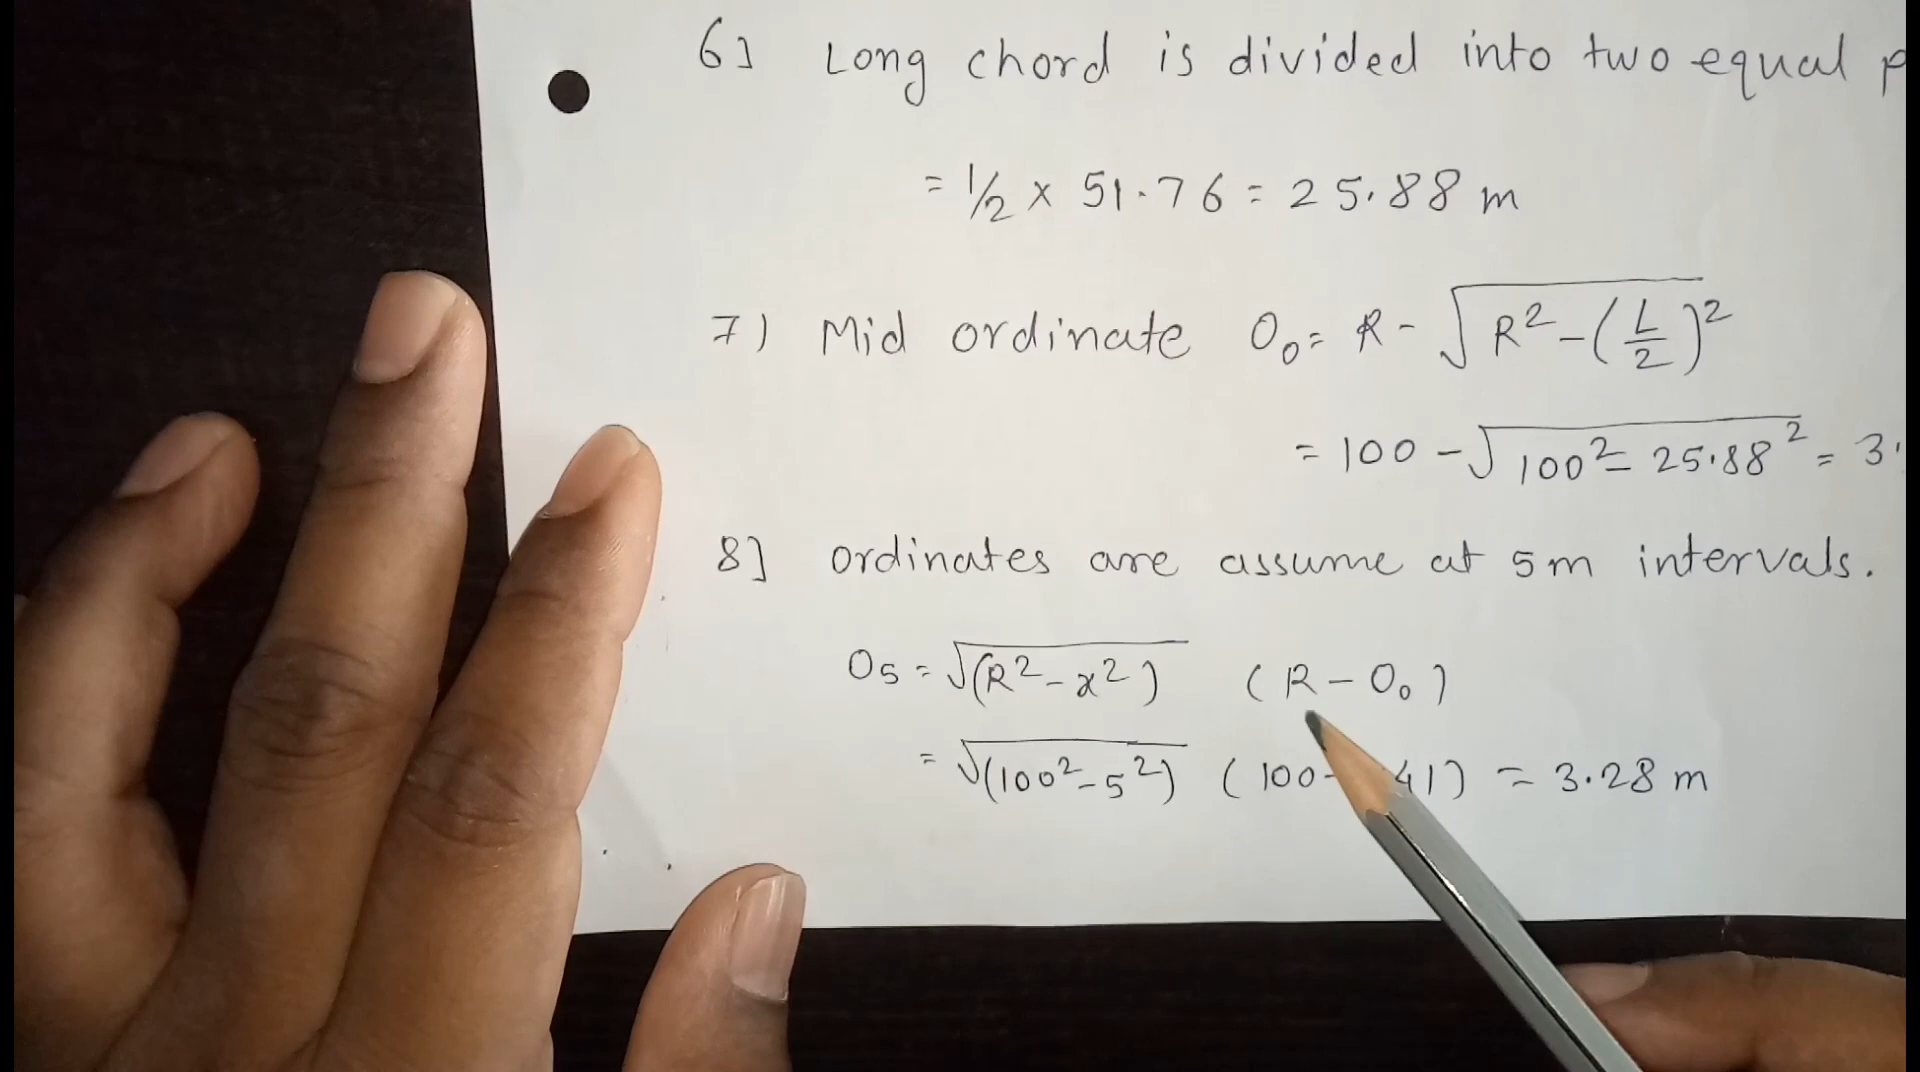 6] Long chord is divided into two equal
= 1/2 x 51.76 = 25.88 m
7) Mid ordinate O₀ = R - √R² - (L/2)²
= 100 - √100² - 25.88² = 3.
8] ordinates are assume at 5m intervals.
O5 = √(R² - x²) (R - O₀)
= √(100² - 5²) (100- 41) = 3.28 m